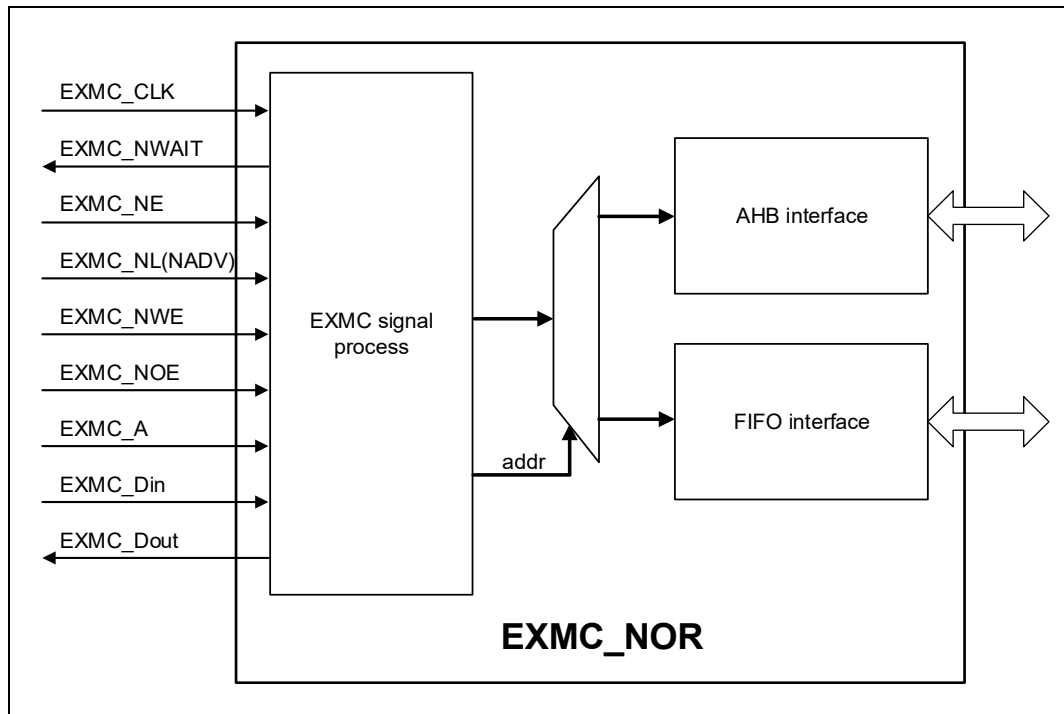 EXMC_CLK
EXMC_NWAIT
EXMC_NE
EXMC_NL(NADV)
EXMC_NWE
EXMC_NOE
EXMC_A
EXMC_Din
EXMC_Dout
EXMC signal
process
addr
AHB interface
FIFO interface
EXMC_NOR